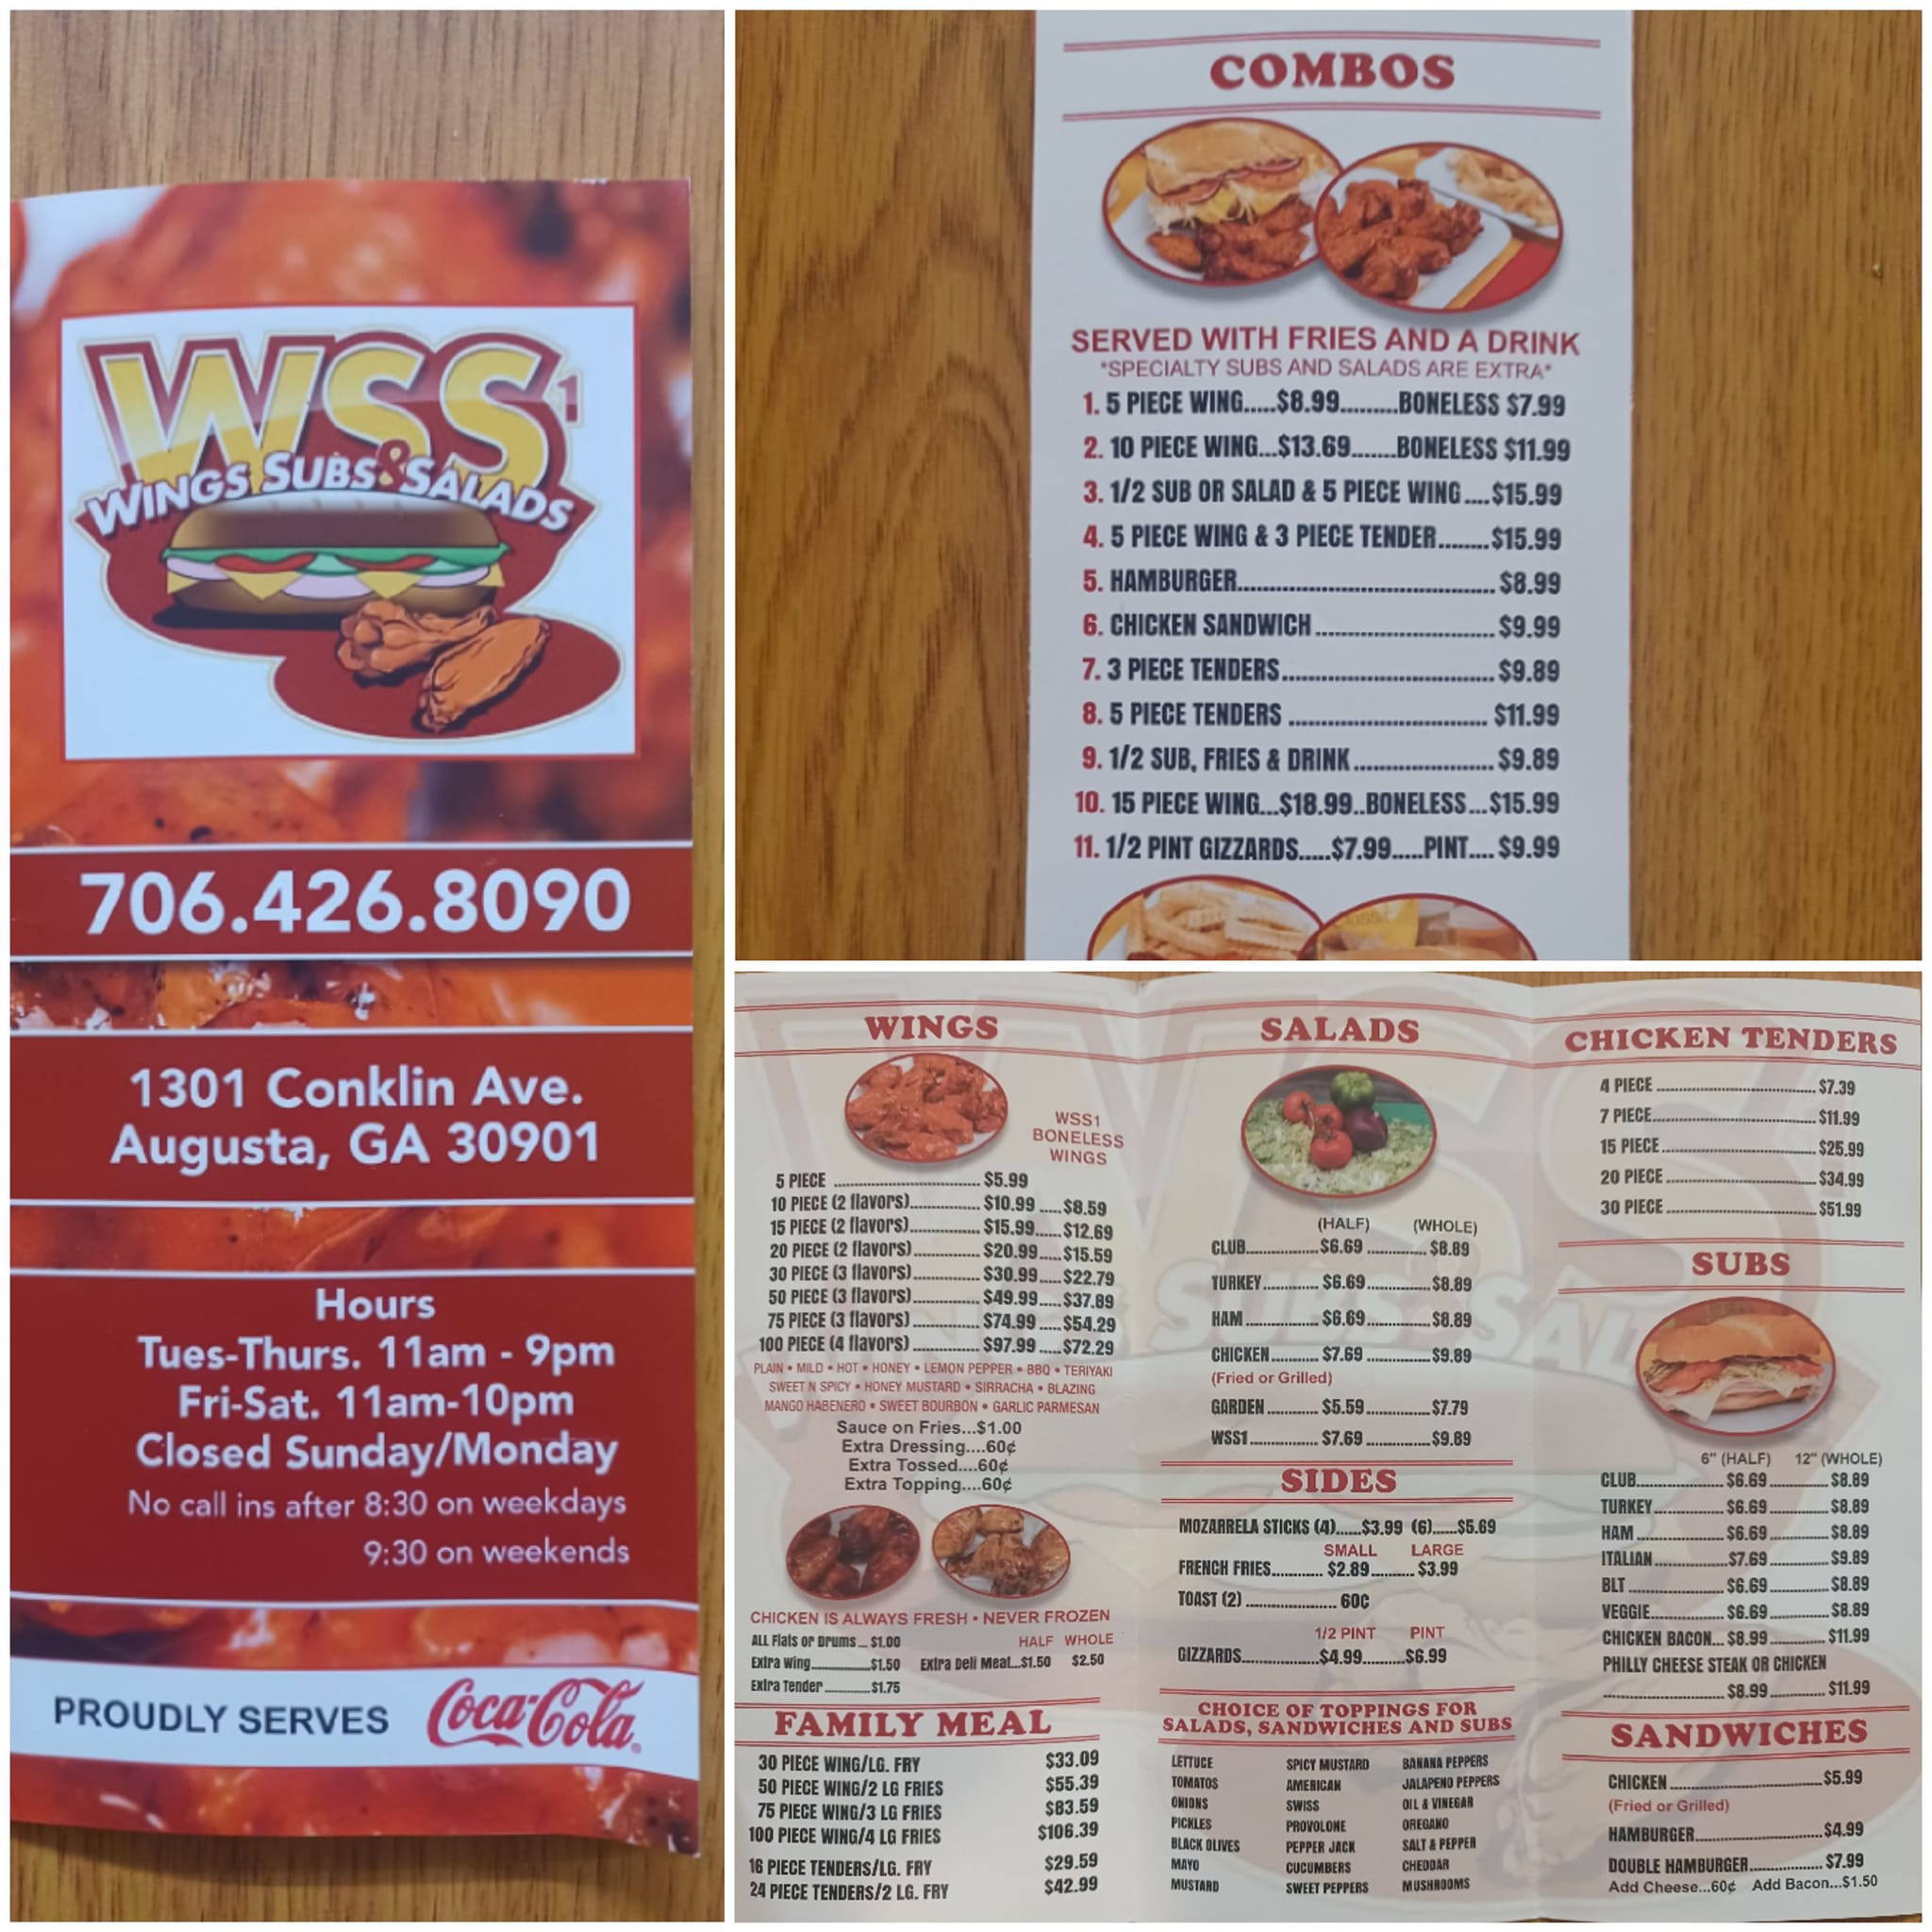 WSS1
WINGS SUBS & SALADS
706.426.8090
1301 Conklin Ave.
Augusta, GA 30901
Hours
Tues-Thurs. 11am - 9pm
Fri-Sat. 11am-10pm
Closed Sunday/Monday
No call ins after 8:30 on weekdays
9:30 on weekends
PROUDLY SERVES Coca-Cola
COMBOS
SERVED WITH FRIES AND A DRINK
*SPECIALTY SUBS AND SALADS ARE EXTRA*
1. 5 PIECE WING.....$8.99.........BONELESS $7.99
2. 10 PIECE WING...$13.69.......BONELESS $11.99
3. 1/2 SUB OR SALAD & 5 PIECE WING....$15.99
4. 5 PIECE WING & 3 PIECE TENDER........$15.99
5. HAMBURGER........................................$8.99
6. CHICKEN SANDWICH............................$9.99
7. 3 PIECE TENDERS..................................$9.89
8. 5 PIECE TENDERS ................................ $11.99
9. 1/2 SUB, FRIES & DRINK......................$9.89
10. 15 PIECE WING...$18.99..BONELESS...$15.99
11. 1/2 PINT GIZZARDS.....$7.99.....PINT.... $9.99
WINGS
WSS1
BONELESS
WINGS
5 PIECE ........................ $5.99
10 PIECE (2 flavors)............ $10.99 .....$8.59
15 PIECE (2 flavors)............ $15.99.....$12.69
20 PIECE (2 flavors)............ $20.99.....$15.59
30 PIECE (3 flavors)............ $30.99.....$22.79
50 PIECE (3 flavors)............ $49.99.....$37.89
75 PIECE (3 flavors)............ $74.99 .....$54.29
100 PIECE (4 flavors)............ $97.99 .....$72.29
PLAIN • MILD • HOT • HONEY • LEMON PEPPER • BBQ • TERIYAKI
SWEET N SPICY • HONEY MUSTARD • SIRRACHA • BLAZING
MANGO HABENERO • SWEET BOURBON • GARLIC PARMESAN
Sauce on Fries...$1.00
Extra Dressing....60¢
Extra Tossed....60¢
Extra Topping....60¢
CHICKEN IS ALWAYS FRESH • NEVER FROZEN
ALL Flats or Drums... $1.00 HALF WHOLE
Extra Wing..............$1.50 Extra Deli Meat...$1.50 $2.50
Extra Tender ...........$1.75
FAMILY MEAL
30 PIECE WING/LG. FRY $33.09
50 PIECE WING/2 LG FRIES $55.39
75 PIECE WING/3 LG FRIES $83.59
100 PIECE WING/4 LG FRIES $106.39
16 PIECE TENDERS/LG. FRY $29.59
24 PIECE TENDERS/2 LG. FRY $42.99
SALADS
(HALF) (WHOLE)
CLUB..................$6.69 ...............$8.89
TURKEY............... $6.69...............$8.89
HAM................... $6.69...............$8.89
CHICKEN............. $7.69...............$9.89
(Fried or Grilled)
GARDEN.............. $5.59...............$7.79
WSS1.................. $7.69 ...............$9.89
SIDES
MOZARRELA STICKS (4)......$3.99 (6)......$5.69
SMALL LARGE
FRENCH FRIES............ $2.89.......... $3.99
TOAST (2) ..................... 60¢
1/2 PINT PINT
GIZZARDS....................$4.99..........$6.99
CHOICE OF TOPPINGS FOR
SALADS, SANDWICHES AND SUBS
LETTUCE SPICY MUSTARD BANANA PEPPERS
TOMATOS AMERICAN JALAPENO PEPPERS
ONIONS SWISS OIL & VINEGAR
PICKLES PROVOLONE OREGANO
BLACK OLIVES PEPPER JACK SALT & PEPPER
MAYO CUCUMBERS CHEDDAR
MUSTARD SWEET PEPPERS MUSHROOMS
CHICKEN TENDERS
4 PIECE ........................................ $7.39
7 PIECE........................................ $11.99
15 PIECE........................................ $25.99
20 PIECE ...................................... $34.99
30 PIECE ...................................... $51.99
SUBS
6" (HALF) 12" (WHOLE)
CLUB.....................$6.69...............$8.89
TURKEY..................$6.69...............$8.89
HAM ......................$6.69...............$8.89
ITALIAN..................$7.69...............$9.89
BLT ........................$6.69...............$8.89
VEGGIE...................$6.69...............$8.89
CHICKEN BACON... $8.99...............$11.99
PHILLY CHEESE STEAK OR CHICKEN
...............................$8.99...............$11.99
SANDWICHES
CHICKEN......................................$5.99
(Fried or Grilled)
HAMBURGER.................................$4.99
DOUBLE HAMBURGER................... $7.99
Add Cheese...60¢ Add Bacon...$1.50